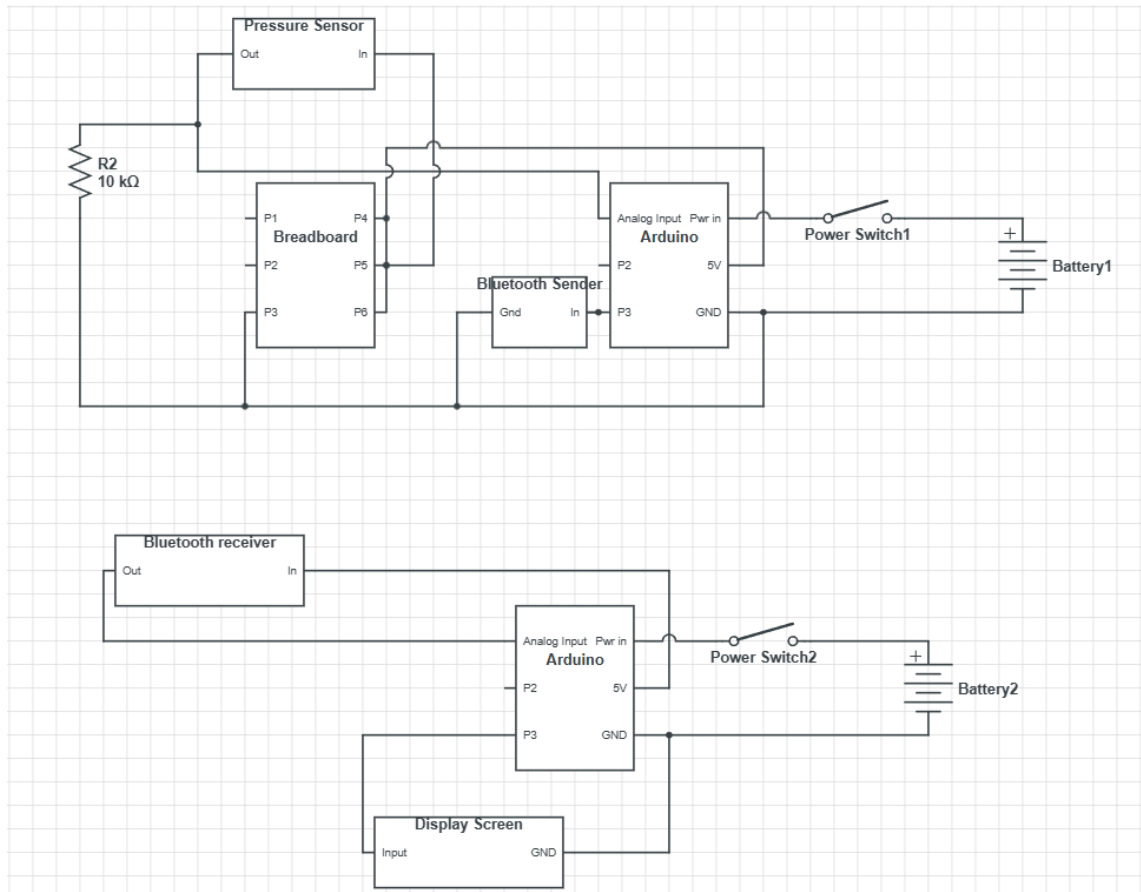 Pressure Sensor
Out In
R2
10 kΩ
P1 P4
Breadboard
P2 P5
P3 P6
Analog Input Pwr in
Arduino
P2 5V
P3 GND
Bluetooth Sender
Gnd In
Power Switch1
+
Battery1
Bluetooth receiver
Out In
Analog Input Pwr in
Arduino
P2 5V
P3 GND
Power Switch2
+
Battery2
Display Screen
Input GND